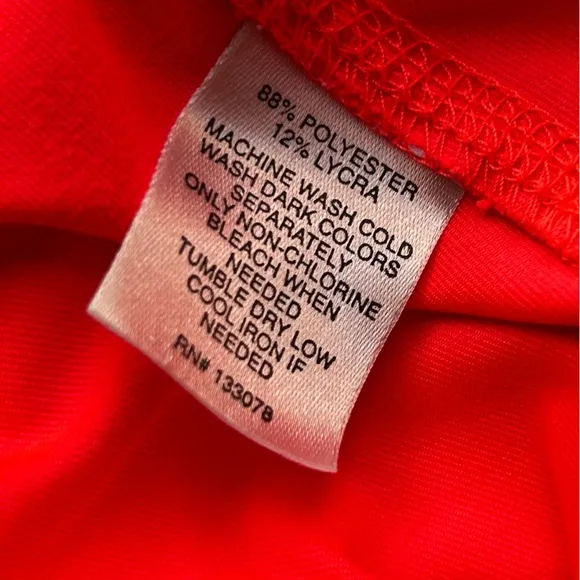 88% POLYESTER
12% LYCRA
MACHINE WASH COLD
WASH DARK COLORS
SEPARATELY
ONLY NON-CHLORINE
BLEACH WHEN
NEEDED
TUMBLE DRY LOW
COOL IRON IF
NEEDED
RN# 133078